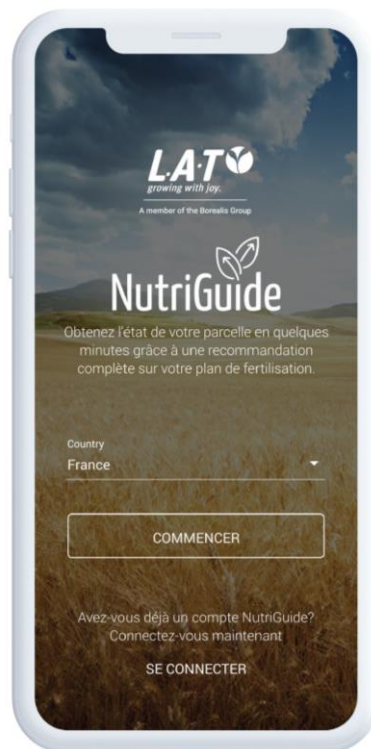 L.A.T
growing with joy.
A member of the Borealis Group
NutriGuide
Obtenez l'état de votre parcelle en quelques
minutes grâce à une recommandation
complète sur votre plan de fertilisation.
Country
France
COMMENCER
Avez-vous déjà un compte NutriGuide?
Connectez-vous maintenant
SE CONNECTER